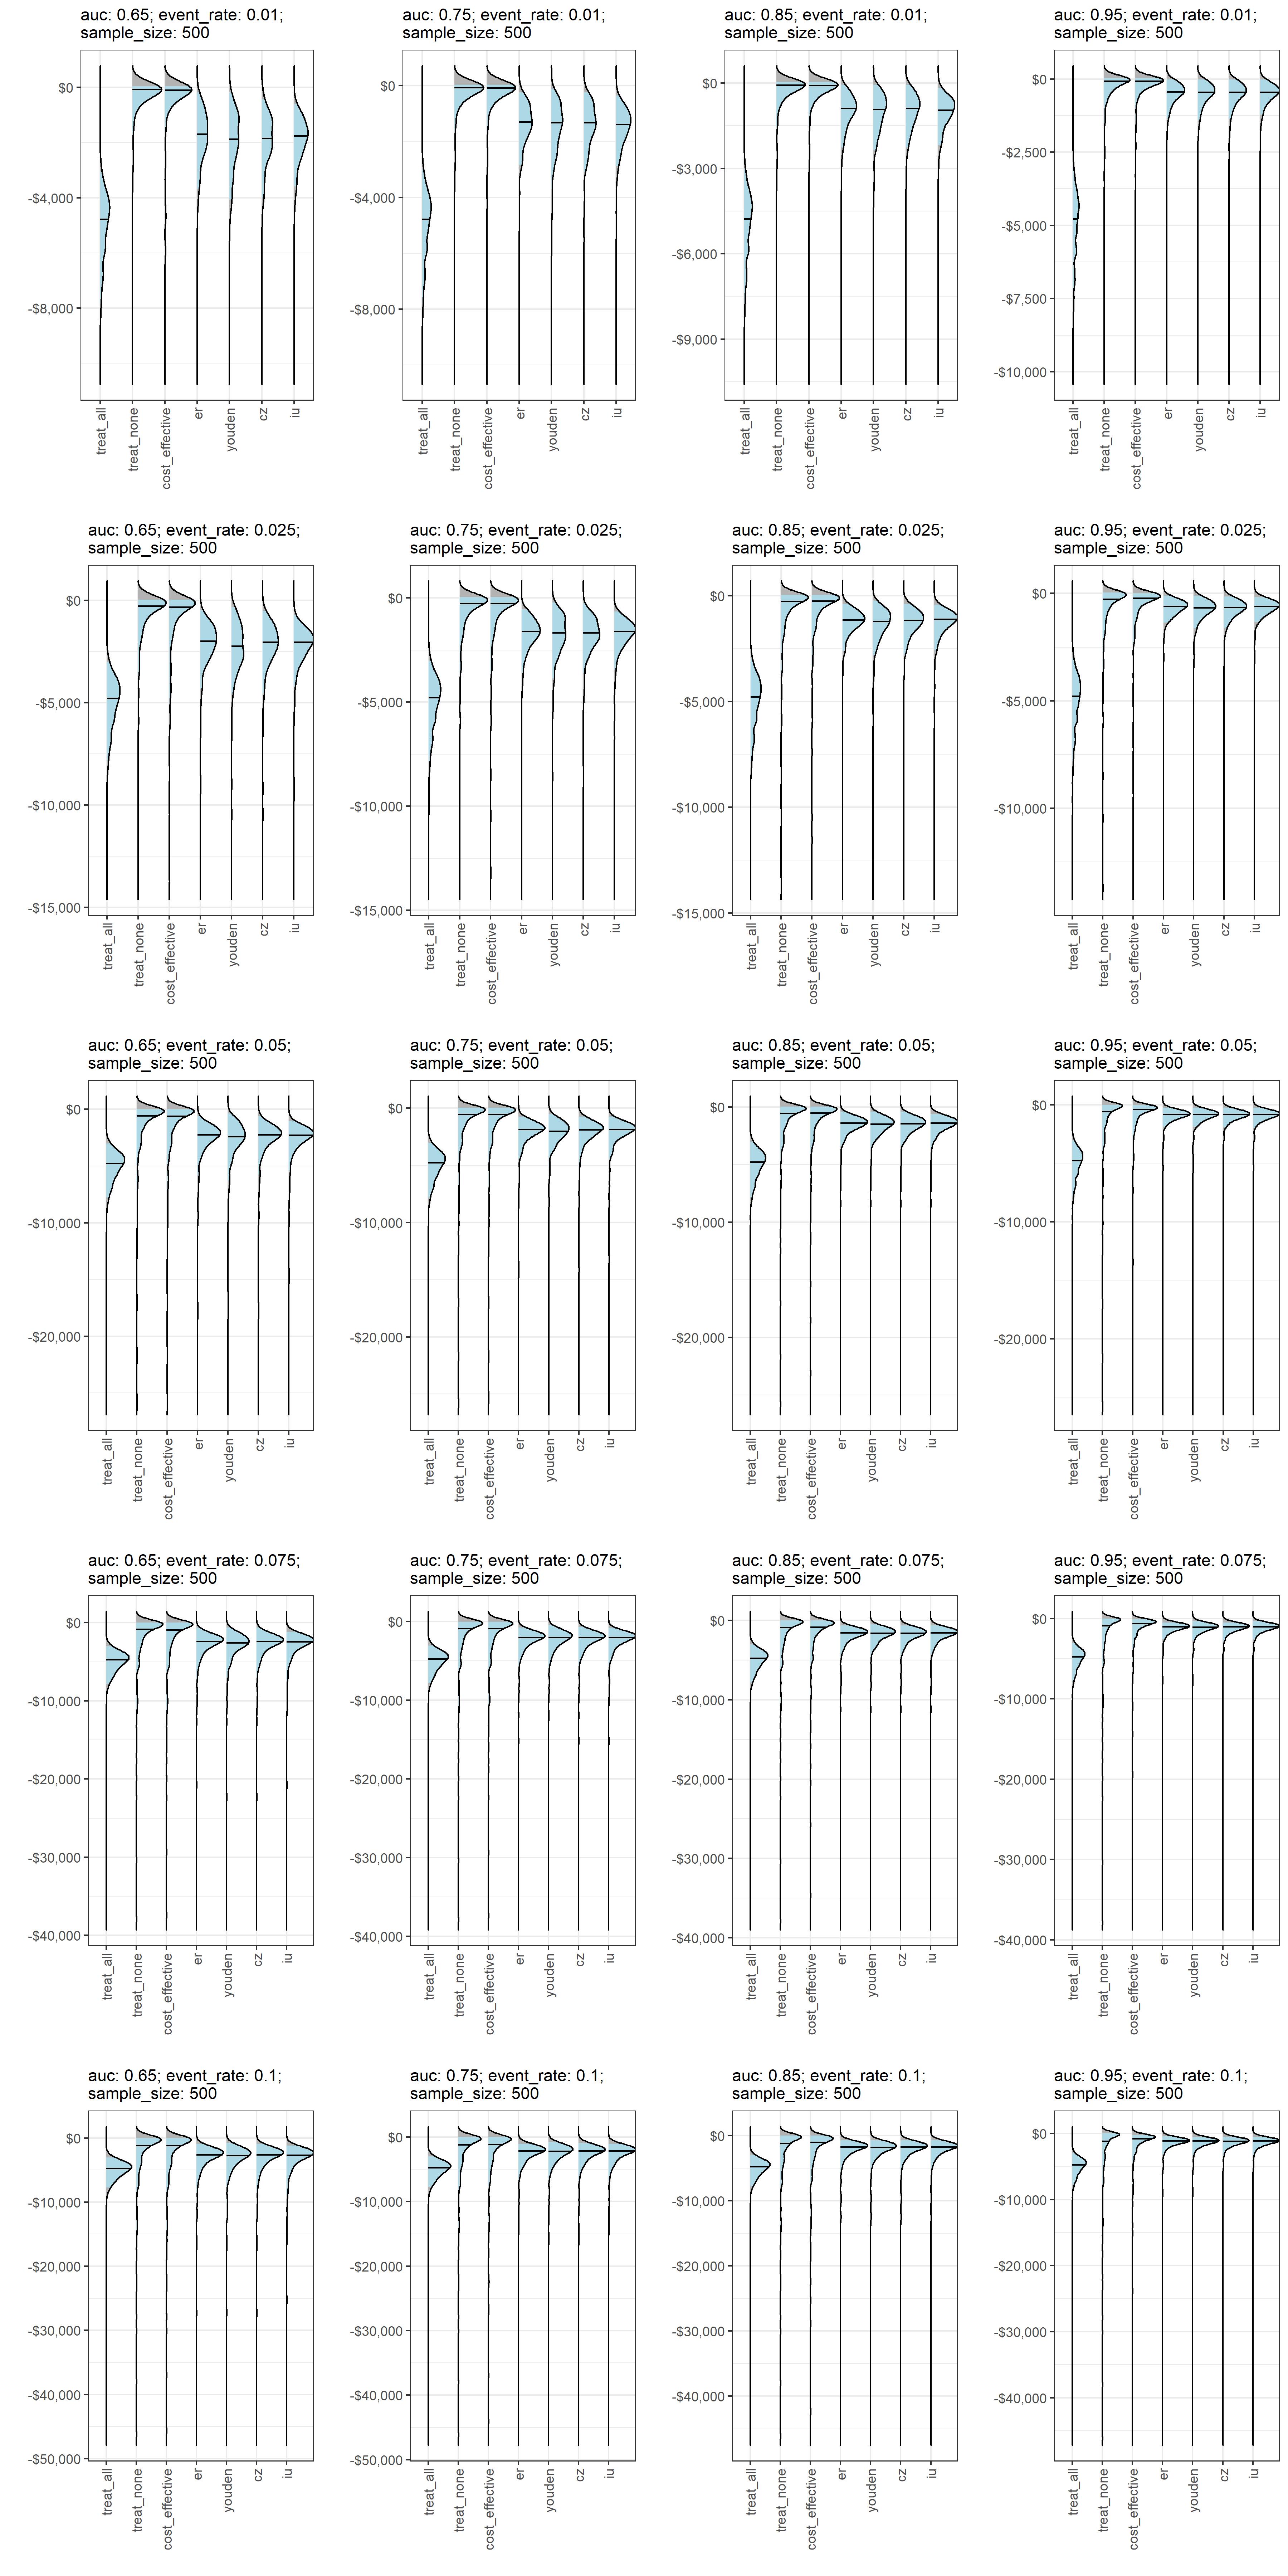 auc: 0.65; event_rate: 0.01;
sample_size: 500
$0
-$4,000
-$8,000
treat_all
treat_none
cost_effective
er
youden
cz
iu
auc: 0.75; event_rate: 0.01;
sample_size: 500
$0
-$4,000
-$8,000
treat_all
treat_none
cost_effective
er
youden
cz
iu
auc: 0.85; event_rate: 0.01;
sample_size: 500
$0
-$3,000
-$6,000
-$9,000
treat_all
treat_none
cost_effective
er
youden
cz
iu
auc: 0.95; event_rate: 0.01;
sample_size: 500
$0
-$2,500
-$5,000
-$7,500
-$10,000
treat_all
treat_none
cost_effective
er
youden
cz
iu
auc: 0.65; event_rate: 0.025;
sample_size: 500
$0
-$5,000
-$10,000
-$15,000
treat_all
treat_none
cost_effective
er
youden
cz
iu
auc: 0.75; event_rate: 0.025;
sample_size: 500
$0
-$5,000
-$10,000
-$15,000
treat_all
treat_none
cost_effective
er
youden
cz
iu
auc: 0.85; event_rate: 0.025;
sample_size: 500
$0
-$5,000
-$10,000
-$15,000
treat_all
treat_none
cost_effective
er
youden
cz
iu
auc: 0.95; event_rate: 0.025;
sample_size: 500
$0
-$5,000
-$10,000
treat_all
treat_none
cost_effective
er
youden
cz
iu
auc: 0.65; event_rate: 0.05;
sample_size: 500
$0
-$10,000
-$20,000
treat_all
treat_none
cost_effective
er
youden
cz
iu
auc: 0.75; event_rate: 0.05;
sample_size: 500
$0
-$10,000
-$20,000
treat_all
treat_none
cost_effective
er
youden
cz
iu
auc: 0.85; event_rate: 0.05;
sample_size: 500
$0
-$10,000
-$20,000
treat_all
treat_none
cost_effective
er
youden
cz
iu
auc: 0.95; event_rate: 0.05;
sample_size: 500
$0
-$10,000
-$20,000
treat_all
treat_none
cost_effective
er
youden
cz
iu
auc: 0.65; event_rate: 0.075;
sample_size: 500
$0
-$10,000
-$20,000
-$30,000
-$40,000
treat_all
treat_none
cost_effective
er
youden
cz
iu
auc: 0.75; event_rate: 0.075;
sample_size: 500
$0
-$10,000
-$20,000
-$30,000
-$40,000
treat_all
treat_none
cost_effective
er
youden
cz
iu
auc: 0.85; event_rate: 0.075;
sample_size: 500
$0
-$10,000
-$20,000
-$30,000
-$40,000
treat_all
treat_none
cost_effective
er
youden
cz
iu
auc: 0.95; event_rate: 0.075;
sample_size: 500
$0
-$10,000
-$20,000
-$30,000
-$40,000
treat_all
treat_none
cost_effective
er
youden
cz
iu
auc: 0.65; event_rate: 0.1;
sample_size: 500
$0
-$10,000
-$20,000
-$30,000
-$40,000
-$50,000
treat_all
treat_none
cost_effective
er
youden
cz
iu
auc: 0.75; event_rate: 0.1;
sample_size: 500
$0
-$10,000
-$20,000
-$30,000
-$40,000
-$50,000
treat_all
treat_none
cost_effective
er
youden
cz
iu
auc: 0.85; event_rate: 0.1;
sample_size: 500
$0
-$10,000
-$20,000
-$30,000
-$40,000
treat_all
treat_none
cost_effective
er
youden
cz
iu
auc: 0.95; event_rate: 0.1;
sample_size: 500
$0
-$10,000
-$20,000
-$30,000
-$40,000
treat_all
treat_none
cost_effective
er
youden
cz
iu